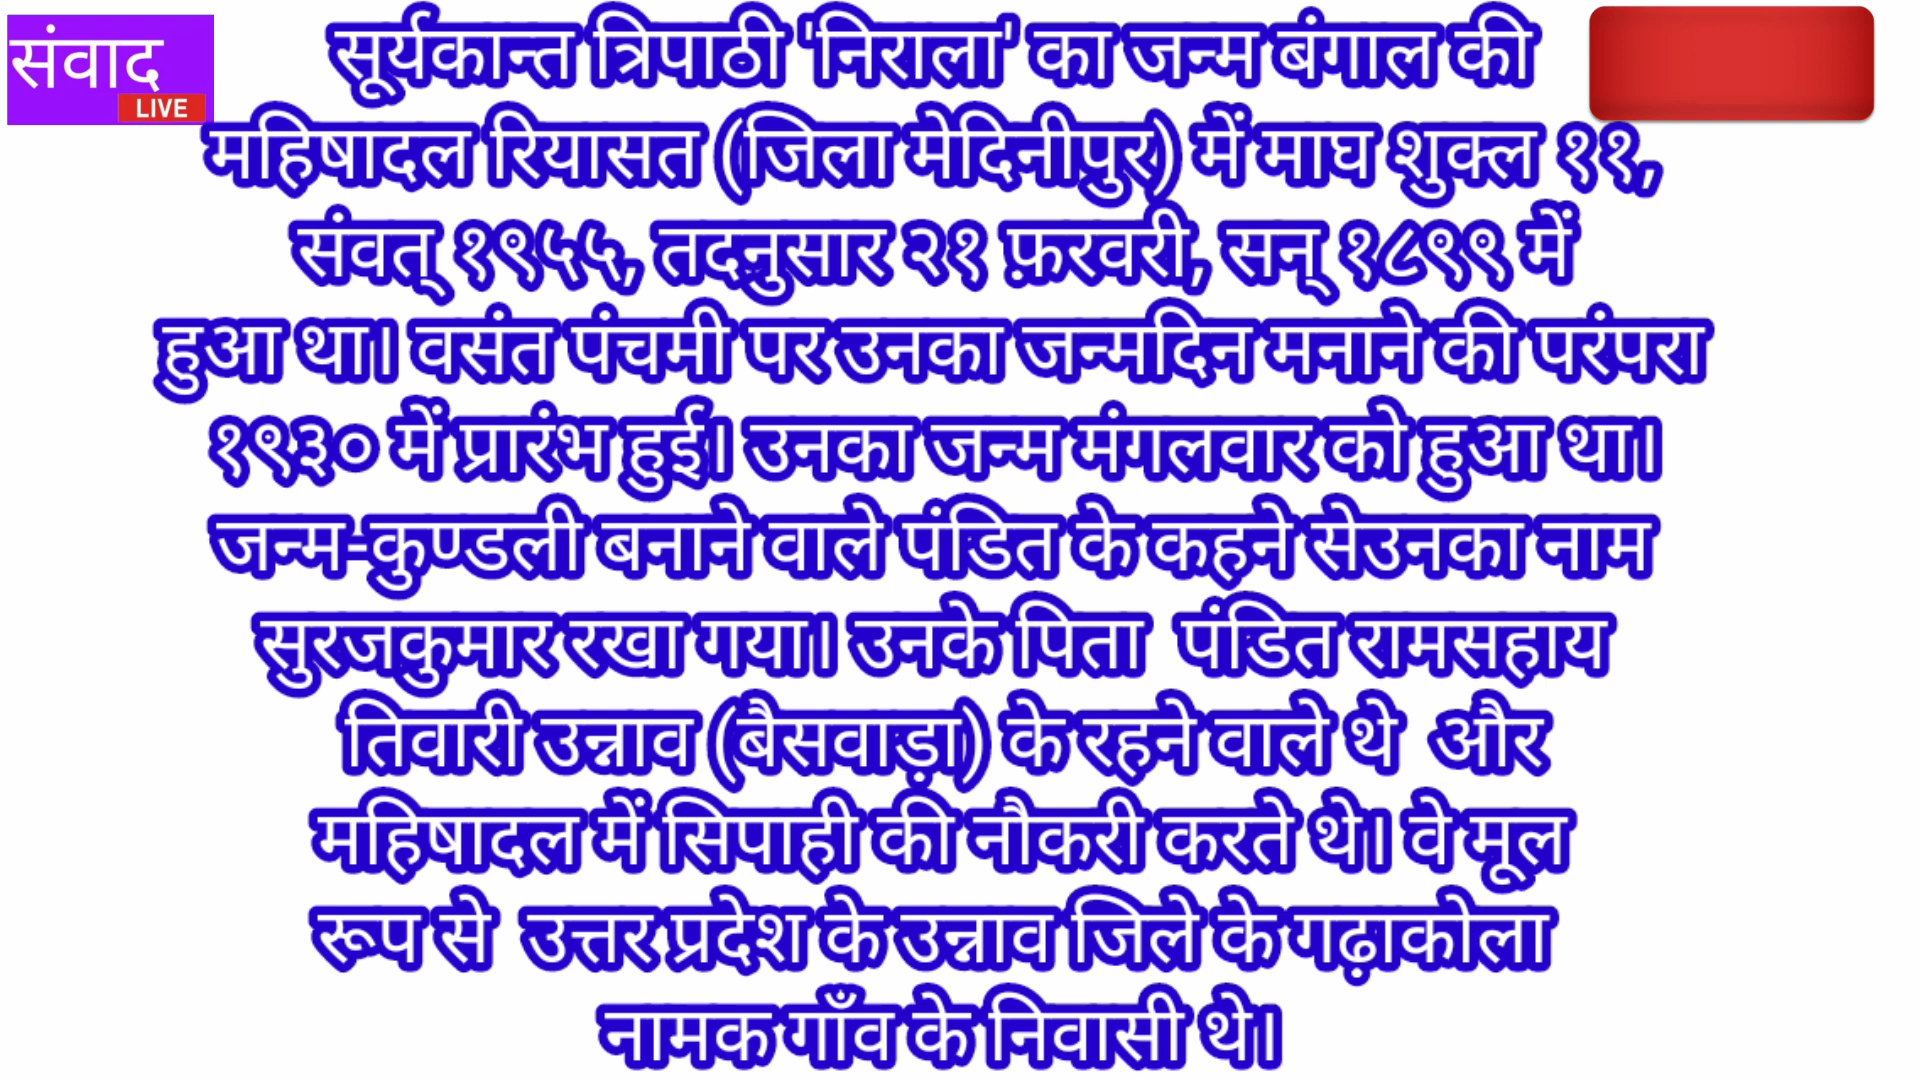 संवाद
LIVE
सूर्यकान्त त्रिपाठी 'निराला' का जन्म बंगाल की
महिषादल रियासत (जिला मेदिनीपुर) में माघ शुक्ल ११,
संवत् १९५५, तदनुसार २१ फ़रवरी, सन् १८९९ में
हुआ था। वसंत पंचमी पर उनका जन्मदिन मनाने की परंपरा
१९३० में प्रारंभ हुई। उनका जन्म मंगलवार को हुआ था।
जन्म-कुण्डली बनाने वाले पंडित के कहने सेउनका नाम
सुरजकुमार रखा गया। उनके पिता पंडित रामसहाय
तिवारी उन्नाव (बैसवाड़ा) के रहने वाले थे और
महिषादल में सिपाही की नौकरी करते थे। वे मूल
रूप से उत्तर प्रदेश के उन्नाव जिले के गढ़ाकोला
नामक गाँव के निवासी थे।